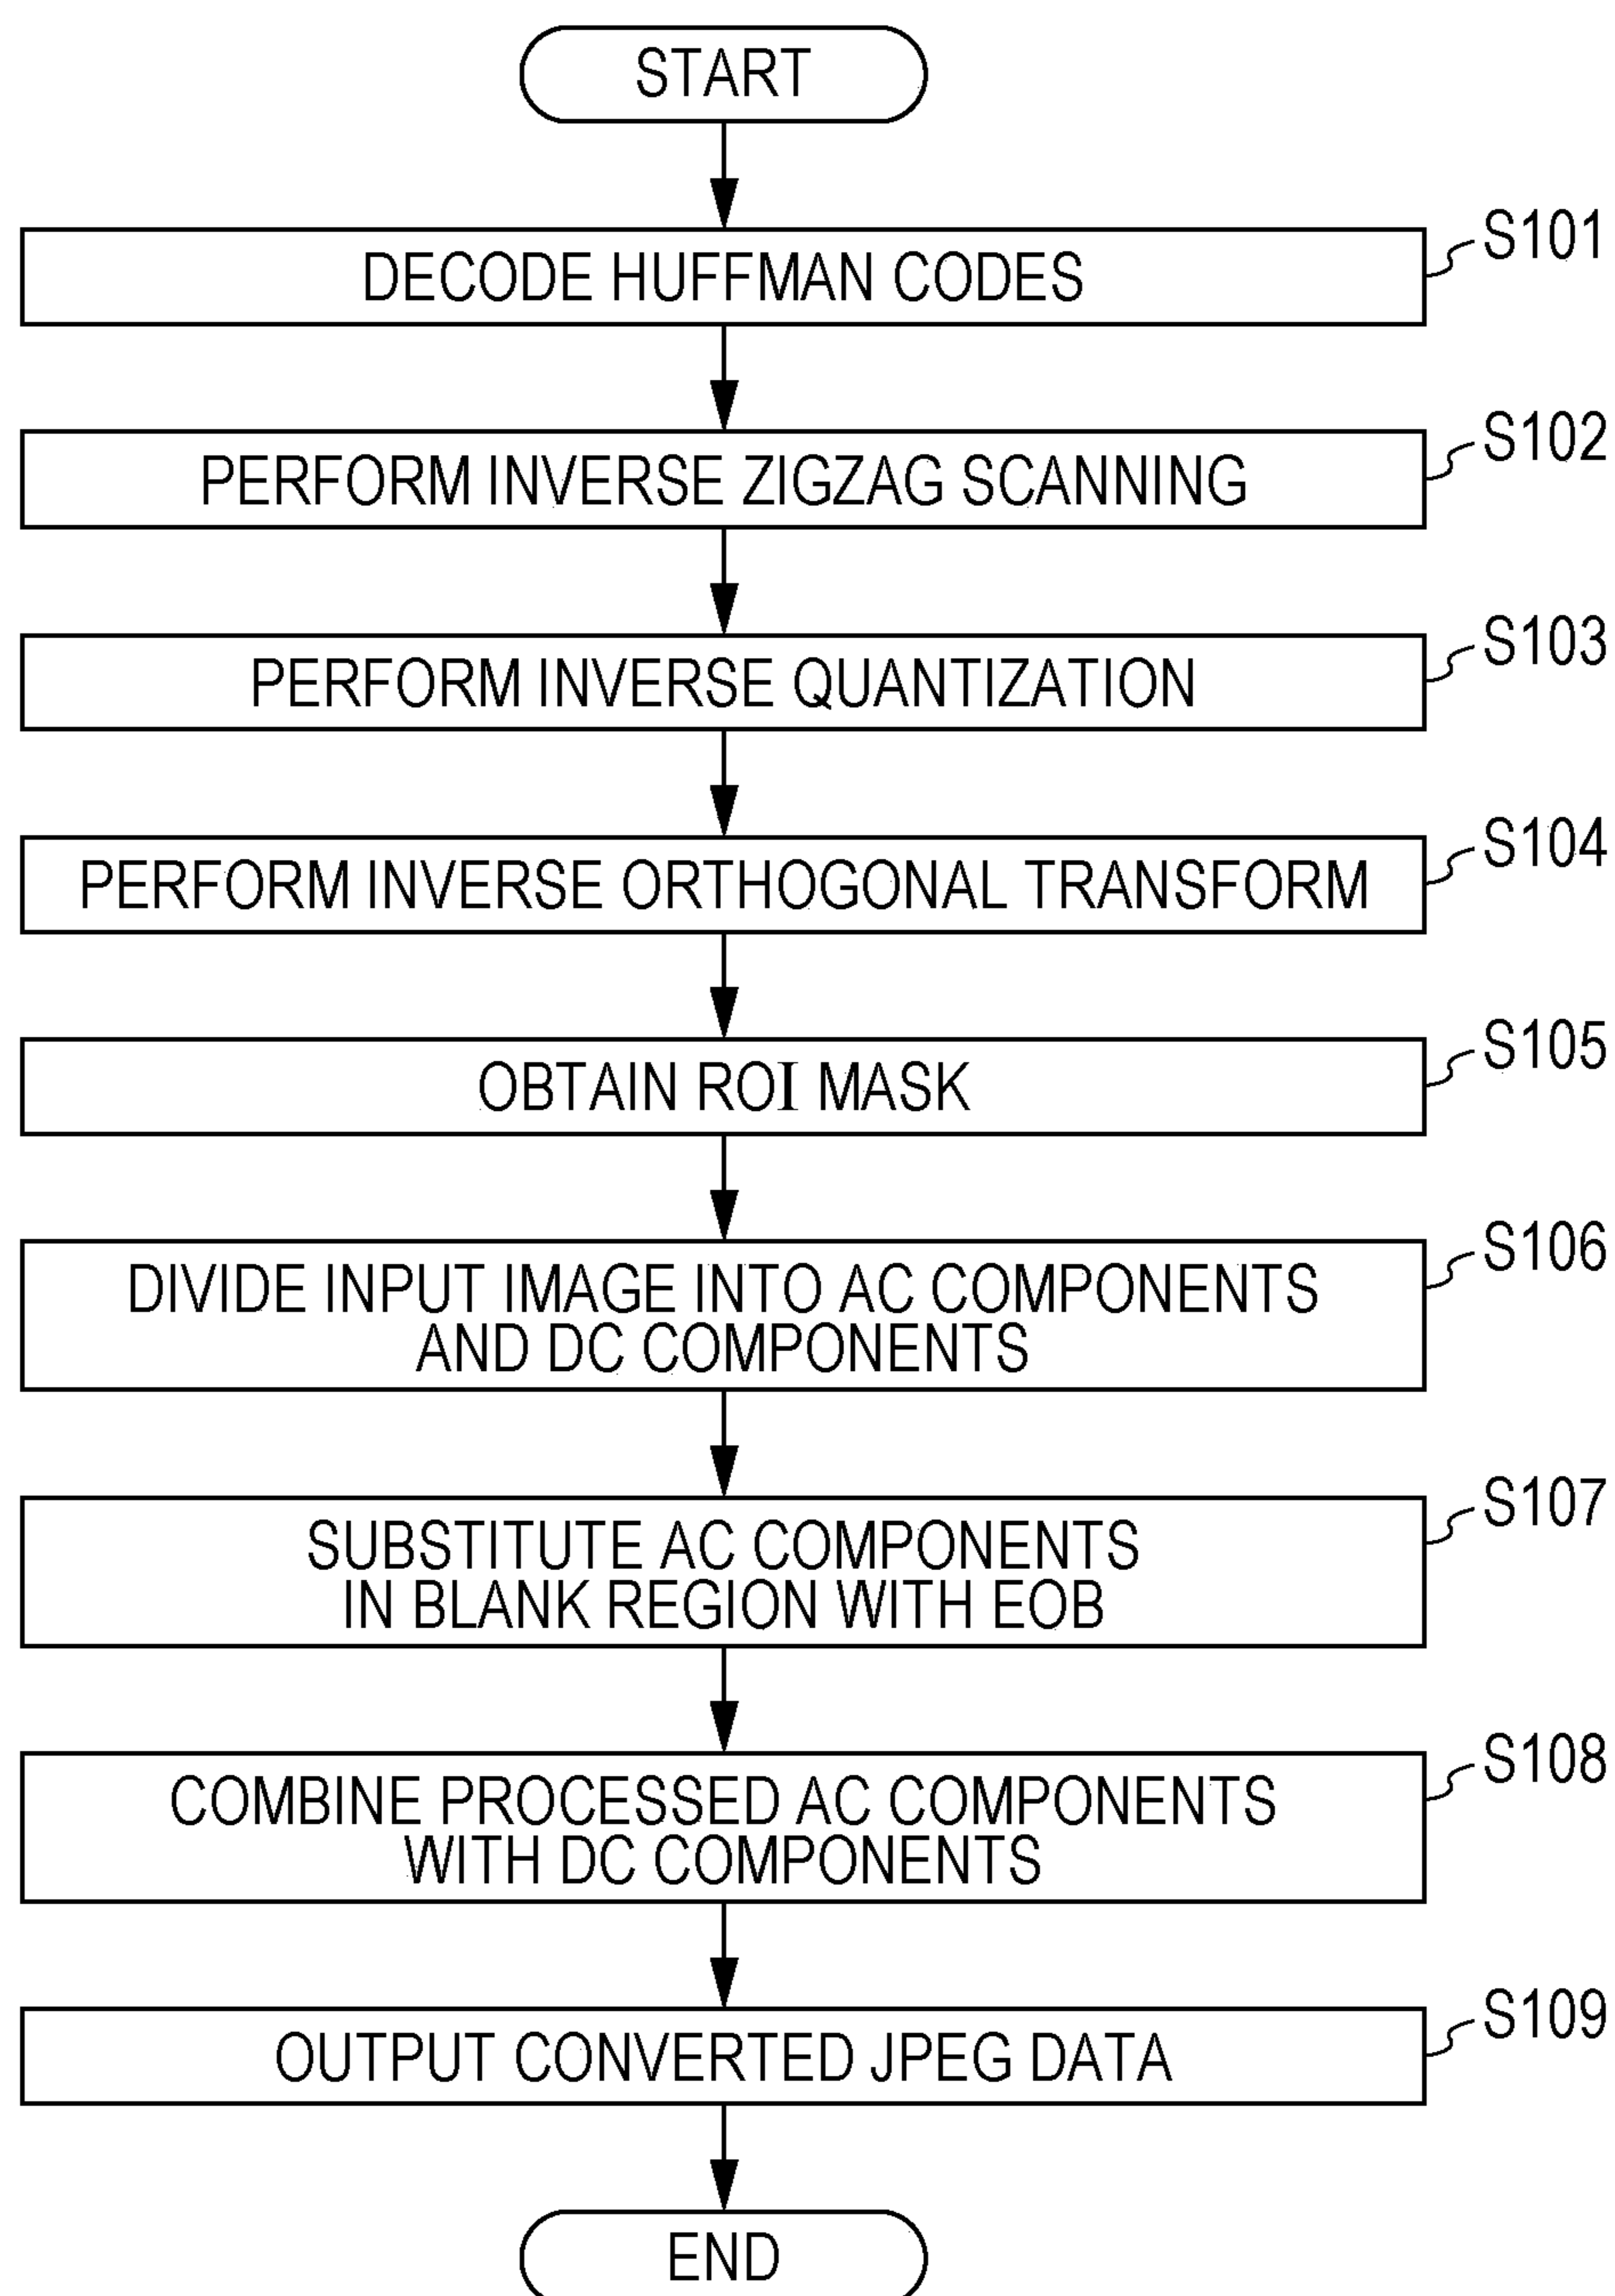 START
DECODE HUFFMAN CODES
S101
PERFORM INVERSE ZIGZAG SCANNING
S102
PERFORM INVERSE QUANTIZATION
S103
PERFORM INVERSE ORTHOGONAL TRANSFORM
S104
OBTAIN ROI MASK
S105
DIVIDE INPUT IMAGE INTO AC COMPONENTS
AND DC COMPONENTS
S106
SUBSTITUTE AC COMPONENTS
IN BLANK REGION WITH EOB
S107
COMBINE PROCESSED AC COMPONENTS
WITH DC COMPONENTS
S108
OUTPUT CONVERTED JPEG DATA
S109
END